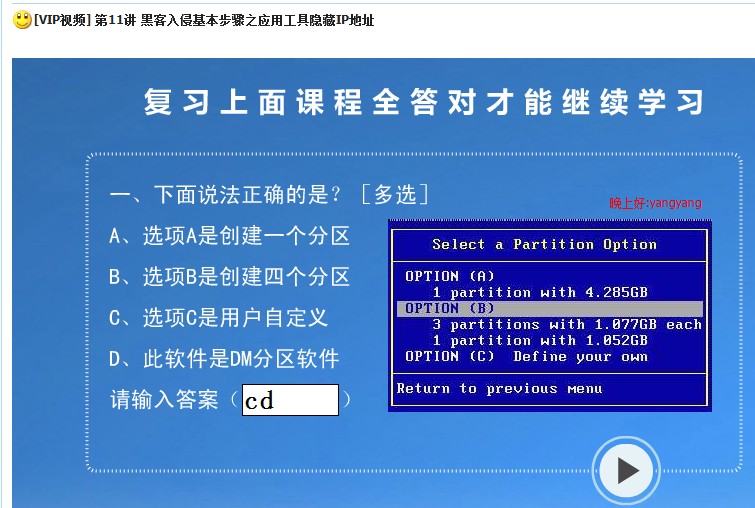 [VIP视频] 第11讲 黑客入侵基本步骤之应用工具隐藏IP地址
复习上面课程全答对才能继续学习
一、下面说法正确的是？［多选］
晚上好:yangyang
A、选项A是创建一个分区
B、选项B是创建四个分区
C、选项C是用户自定义
D、此软件是DM分区软件
请输入答案（cd）
Select a Partition Option
OPTION (A)
1 partition with 4.285GB
OPTION (B)
3 partitions with 1.077GB each
1 partition with 1.052GB
OPTION (C) Define your own
Return to previous menu